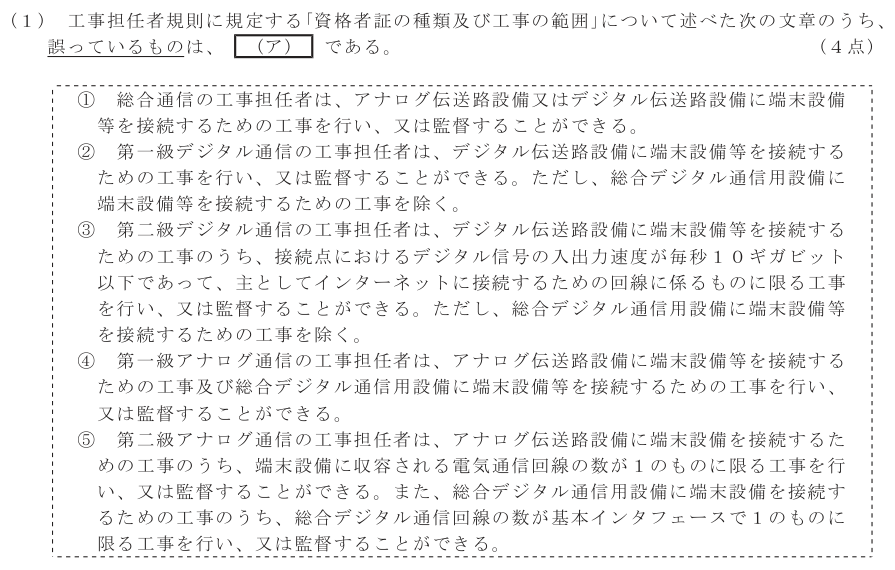 (1) 工事担任者規則に規定する「資格者証の種類及び工事の範囲」について述べた次の文章のうち、
誤っているものは、 (ア) である。 (4点)
① 総合通信の工事担任者は、アナログ伝送路設備又はデジタル伝送路設備に端末設備
等を接続するための工事を行い、又は監督することができる。
② 第一級デジタル通信の工事担任者は、デジタル伝送路設備に端末設備等を接続する
ための工事を行い、又は監督することができる。ただし、総合デジタル通信用設備に
端末設備等を接続するための工事を除く。
③ 第二級デジタル通信の工事担任者は、デジタル伝送路設備に端末設備等を接続する
ための工事のうち、接続点におけるデジタル信号の入出力速度が毎秒10ギガビット
以下であって、主としてインターネットに接続するための回線に係るものに限る工事
を行い、又は監督することができる。ただし、総合デジタル通信用設備に端末設備等
を接続するための工事を除く。
④ 第一級アナログ通信の工事担任者は、アナログ伝送路設備に端末設備等を接続する
ための工事及び総合デジタル通信用設備に端末設備等を接続するための工事を行い、
又は監督することができる。
⑤ 第二級アナログ通信の工事担任者は、アナログ伝送路設備に端末設備を接続するた
めの工事のうち、端末設備に収容される電気通信回線の数が1のものに限る工事を行
い、又は監督することができる。また、総合デジタル通信用設備に端末設備を接続す
るための工事のうち、総合デジタル通信回線の数が基本インタフェースで1のものに
限る工事を行い、又は監督することができる。